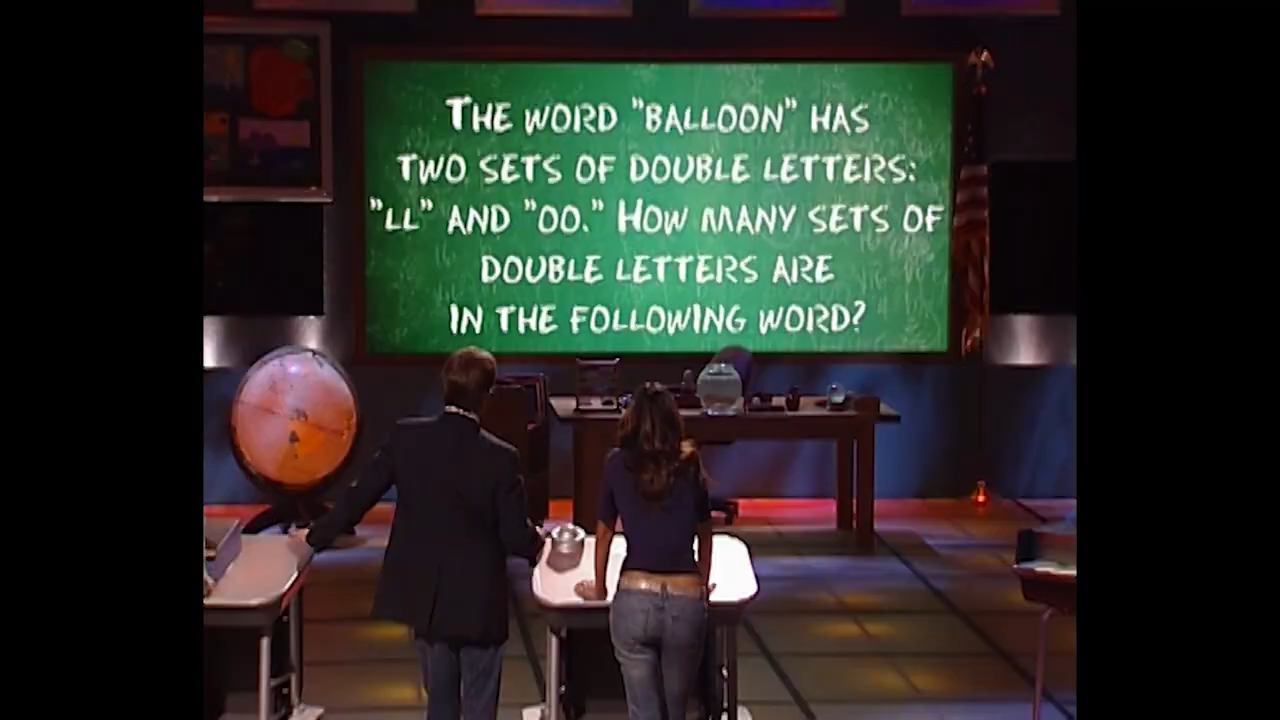 THE WORD "BALLOON" HAS
TWO SETS OF DOUBLE LETTERS:
"LL" AND "OO." HOW MANY SETS OF
DOUBLE LETTERS ARE
IN THE FOLLOWING WORD?